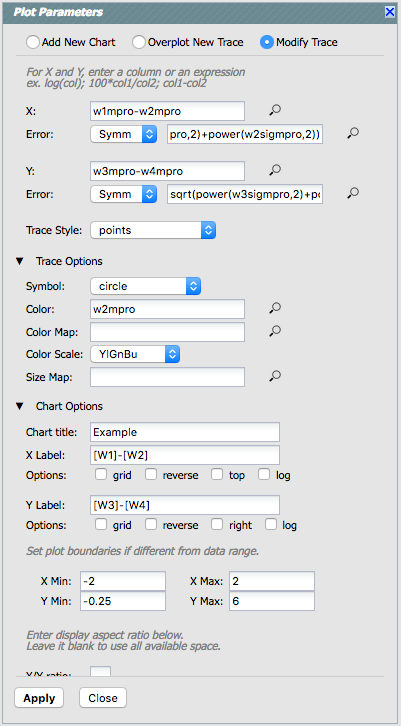 Plot Parameters
Add New Chart Overplot New Trace Modify Trace
For X and Y, enter a column or an expression
ex. log(col); 100*col1/col2; col1-col2
X: w1mpro-w2mpro
Error: Symm pro,2)+power(w2sigmpro,2))
Y: w3mpro-w4mpro
Error: Symm sqrt(power(w3sigmpro,2)+po
Trace Style: points
▼ Trace Options
Symbol: circle
Color: w2mpro
Color Map:
Color Scale: YlGnBu
Size Map:
▼ Chart Options
Chart title: Example
X Label: [W1]-[W2]
Options: grid reverse top log
Y Label: [W3]-[W4]
Options: grid reverse right log
Set plot boundaries if different from data range.
X Min: -2 X Max: 2
Y Min: -0.25 Y Max: 6
Enter display aspect ratio below.
Leave it blank to use all available space.
X/Y ratio:
Apply Close